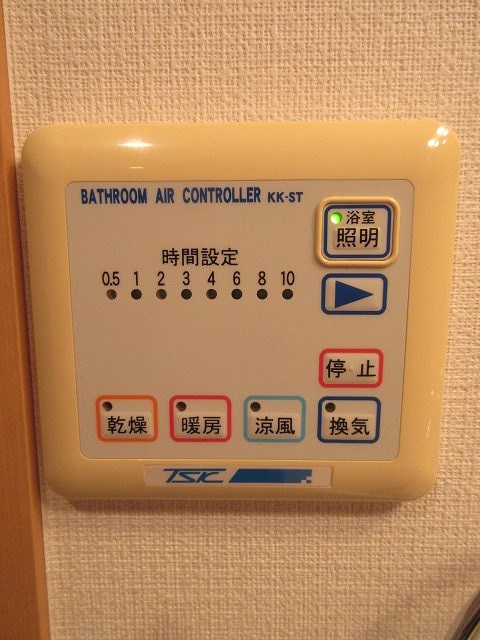 BATHROOM AIR CONTROLLER KK-ST
浴室
照明
時間設定
0.5 1 2 3 4 6 8 10
停止
乾燥 暖房 涼風 換気
TSK